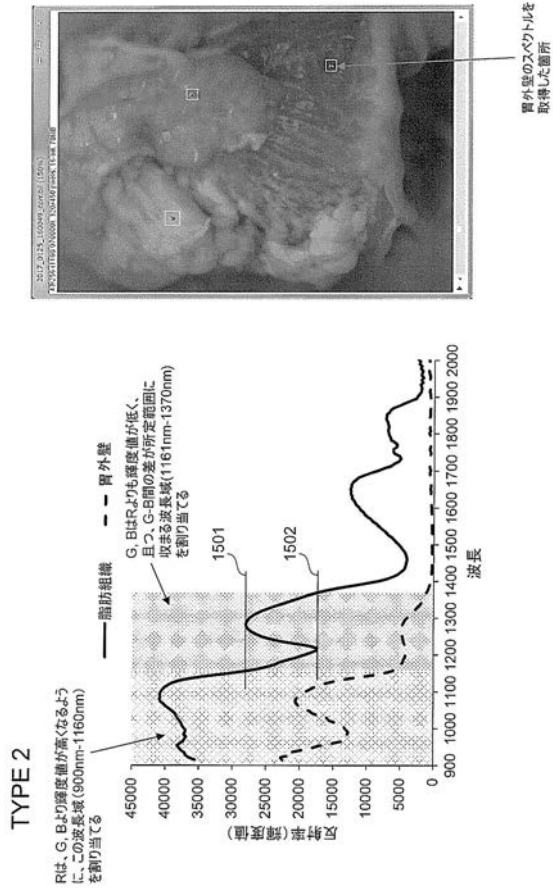 TYPE 2
Rは、G, Bより輝度値が高くなるよう
に、この波長域(900nm-1160nm)
を割り当てる
脂肪組織
胃外壁
G, BはRよりも輝度値が低く、
且つ、G-B間の差が所定範囲に
収まる波長域(1161nm-1370nm)
を割り当てる
1501
1502
反射率(輝度値)
45000
40000
35000
30000
25000
20000
15000
10000
5000
0
900 1000 1100 1200 1300 1400 1500 1600 1700 1800 1900 2000
波長
胃外壁のスペクトルを
取得した箇所